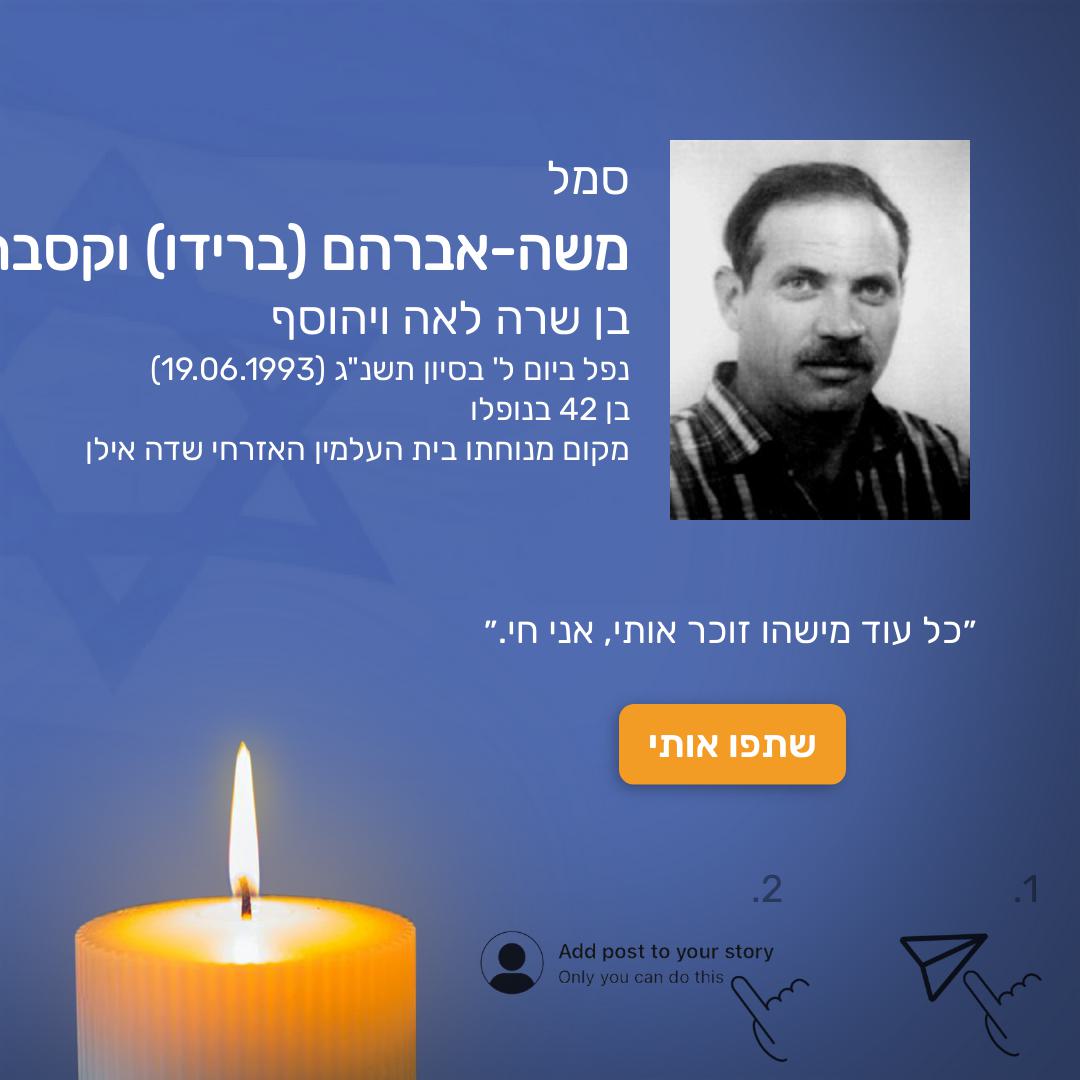 סמל
משה-אברהם (ברידו)
בן שרה לאה ויהוסף
נפל ביום ל' בסיון תשנ"ג (19.06.1993)
בן 42 בנופלו
מקום מנוחתו בית העלמין האזרחי שדה אילן
״כל עוד מישהו זוכר אותי, אני חי.״
שתפו אותי
1.
2.
Add post to your story
Only you can do this